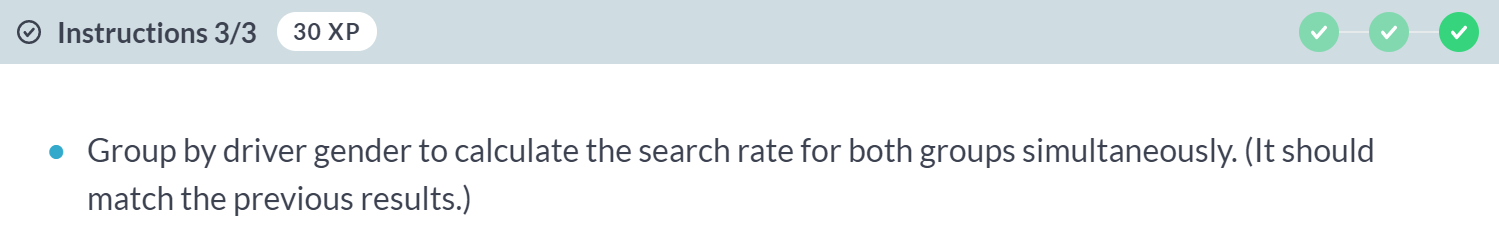 Instructions 3/3 30 XP
Group by driver gender to calculate the search rate for both groups simultaneously. (It should
match the previous results.)